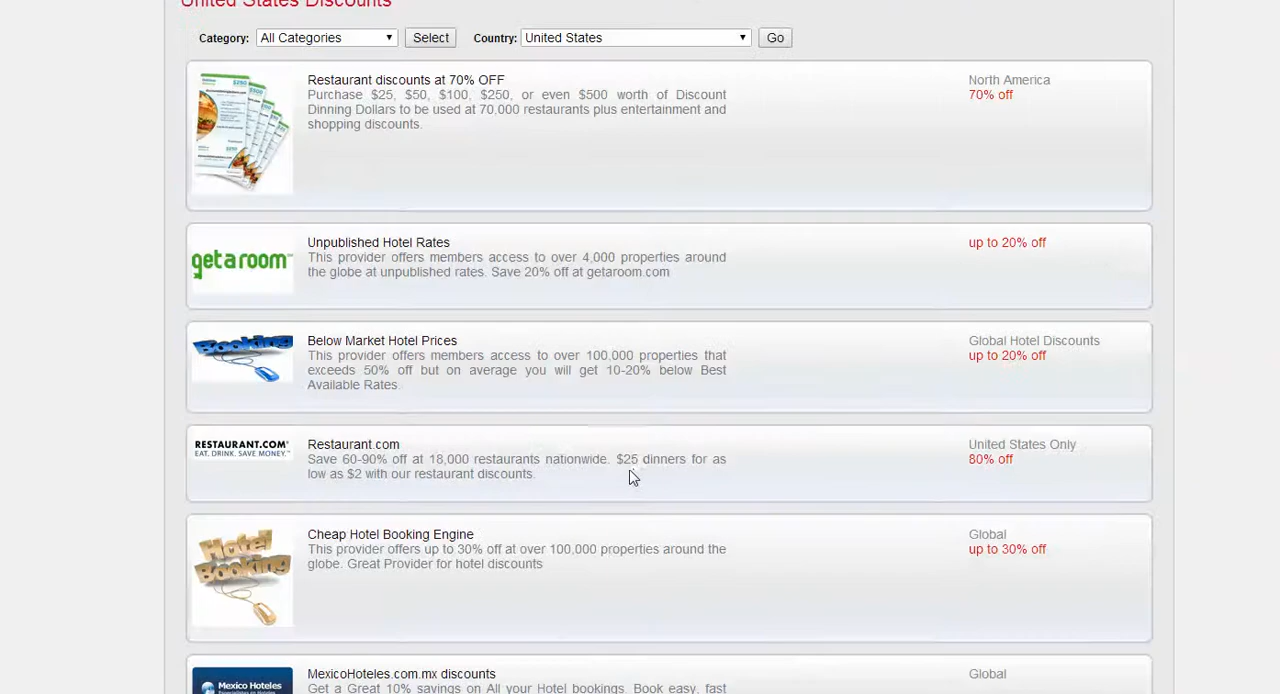 United States Discounts
Category: All Categories Select Country: United States Go
Restaurant discounts at 70% OFF
Purchase $25, $50, $100, $250, or even $500 worth of Discount
Dinning Dollars to be used at 70,000 restaurants plus entertainment and
shopping discounts.
North America
70% off
getaroom
Unpublished Hotel Rates
This provider offers members access to over 4,000 properties around
the globe at unpublished rates. Save 20% off at getaroom.com
up to 20% off
Booking
Below Market Hotel Prices
This provider offers members access to over 100,000 properties that
exceeds 50% off but on average you will get 10-20% below Best
Available Rates.
Global Hotel Discounts
up to 20% off
RESTAURANT.COM
EAT. DRINK. SAVE MONEY.
Restaurant.com
Save 60-90% off at 18,000 restaurants nationwide. $25 dinners for as
low as $2 with our restaurant discounts.
United States Only
80% off
Hotel
Booking
Cheap Hotel Booking Engine
This provider offers up to 30% off at over 100,000 properties around the
globe. Great Provider for hotel discounts
Global
up to 30% off
Mexico Hoteles
MexicoHoteles.com.mx discounts
Get a Great 10% savings on All your Hotel bookings. Book easy, fast
Global